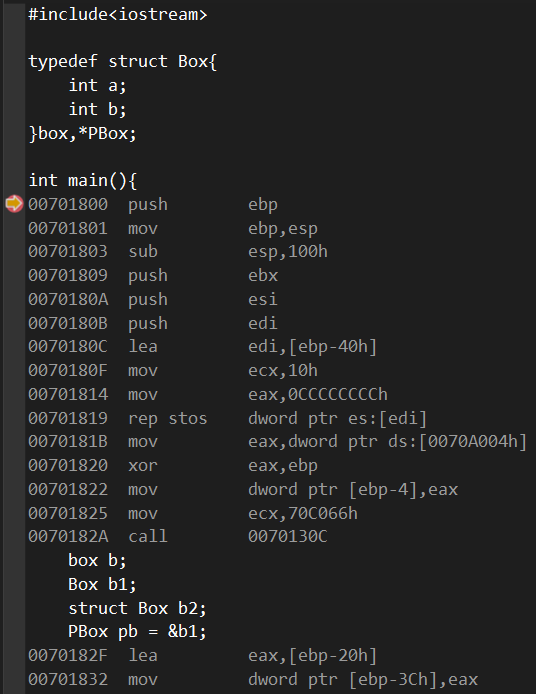 #include<iostream>
typedef struct Box{
    int a;
    int b;
}box,*PBox;
int main(){
00701800  push        ebp
00701801  mov         ebp,esp
00701803  sub         esp,100h
00701809  push        ebx
0070180A  push        esi
0070180B  push        edi
0070180C  lea         edi,[ebp-40h]
0070180F  mov         ecx,10h
00701814  mov         eax,0CCCCCCCCh
00701819  rep stos    dword ptr es:[edi]
0070181B  mov         eax,dword ptr ds:[0070A004h]
00701820  xor         eax,ebp
00701822  mov         dword ptr [ebp-4],eax
00701825  mov         ecx,70C066h
0070182A  call        0070130C
    box b;
    Box b1;
    struct Box b2;
    PBox pb = &b1;
0070182F  lea         eax,[ebp-20h]
00701832  mov         dword ptr [ebp-3Ch],eax